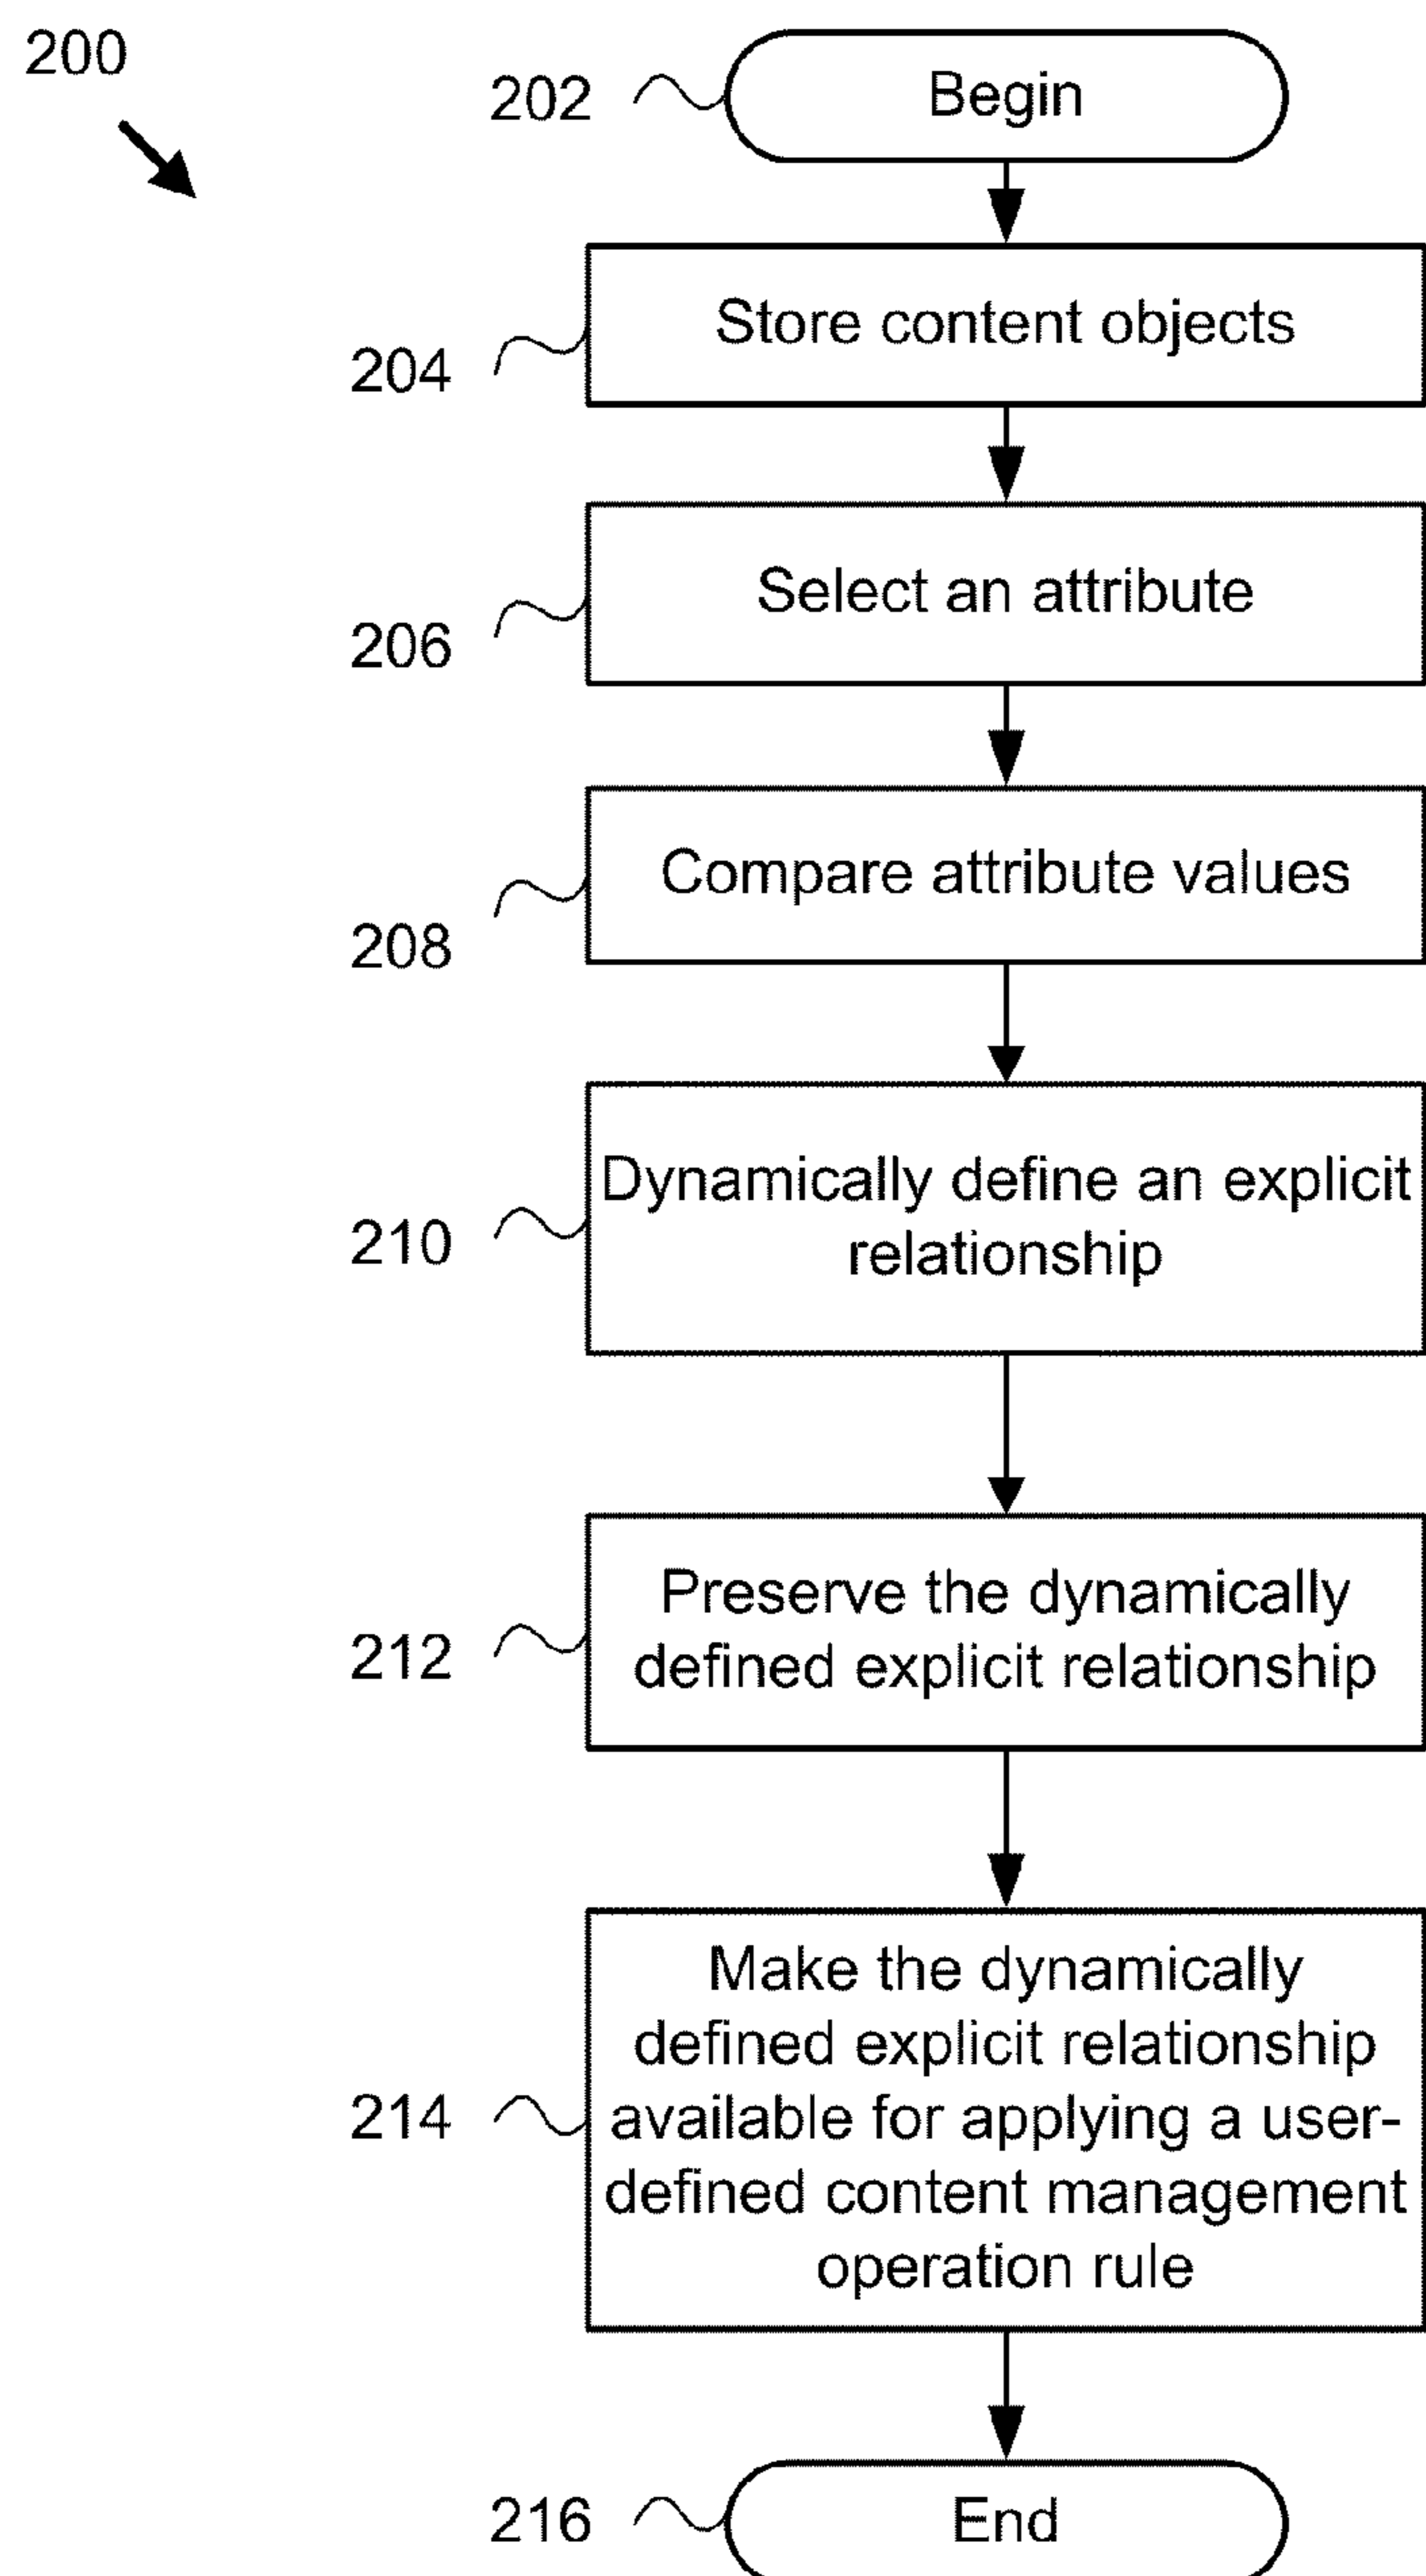 200
202
Begin
204
Store content objects
206
Select an attribute
208
Compare attribute values
210
Dynamically define an explicit
relationship
212
Preserve the dynamically
defined explicit relationship
214
Make the dynamically
defined explicit relationship
available for applying a user-
defined content management
operation rule
216
End